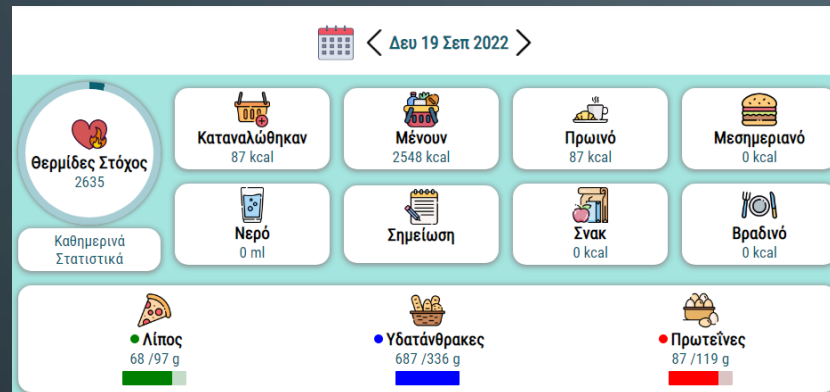 Δευ 19 Σεπ 2022
Θερμίδες Στόχος
2635
Καταναλώθηκαν
87 kcal
Μένουν
2548 kcal
Πρωινό
87 kcal
Μεσημεριανό
0 kcal
Καθημερινά
Στατιστικά
Νερό
0 ml
Σημείωση
Σνακ
0 kcal
Βραδινό
0 kcal
Λίπος
68 /97 g
Υδατάνθρακες
687 /336 g
Πρωτεΐνες
87 /119 g